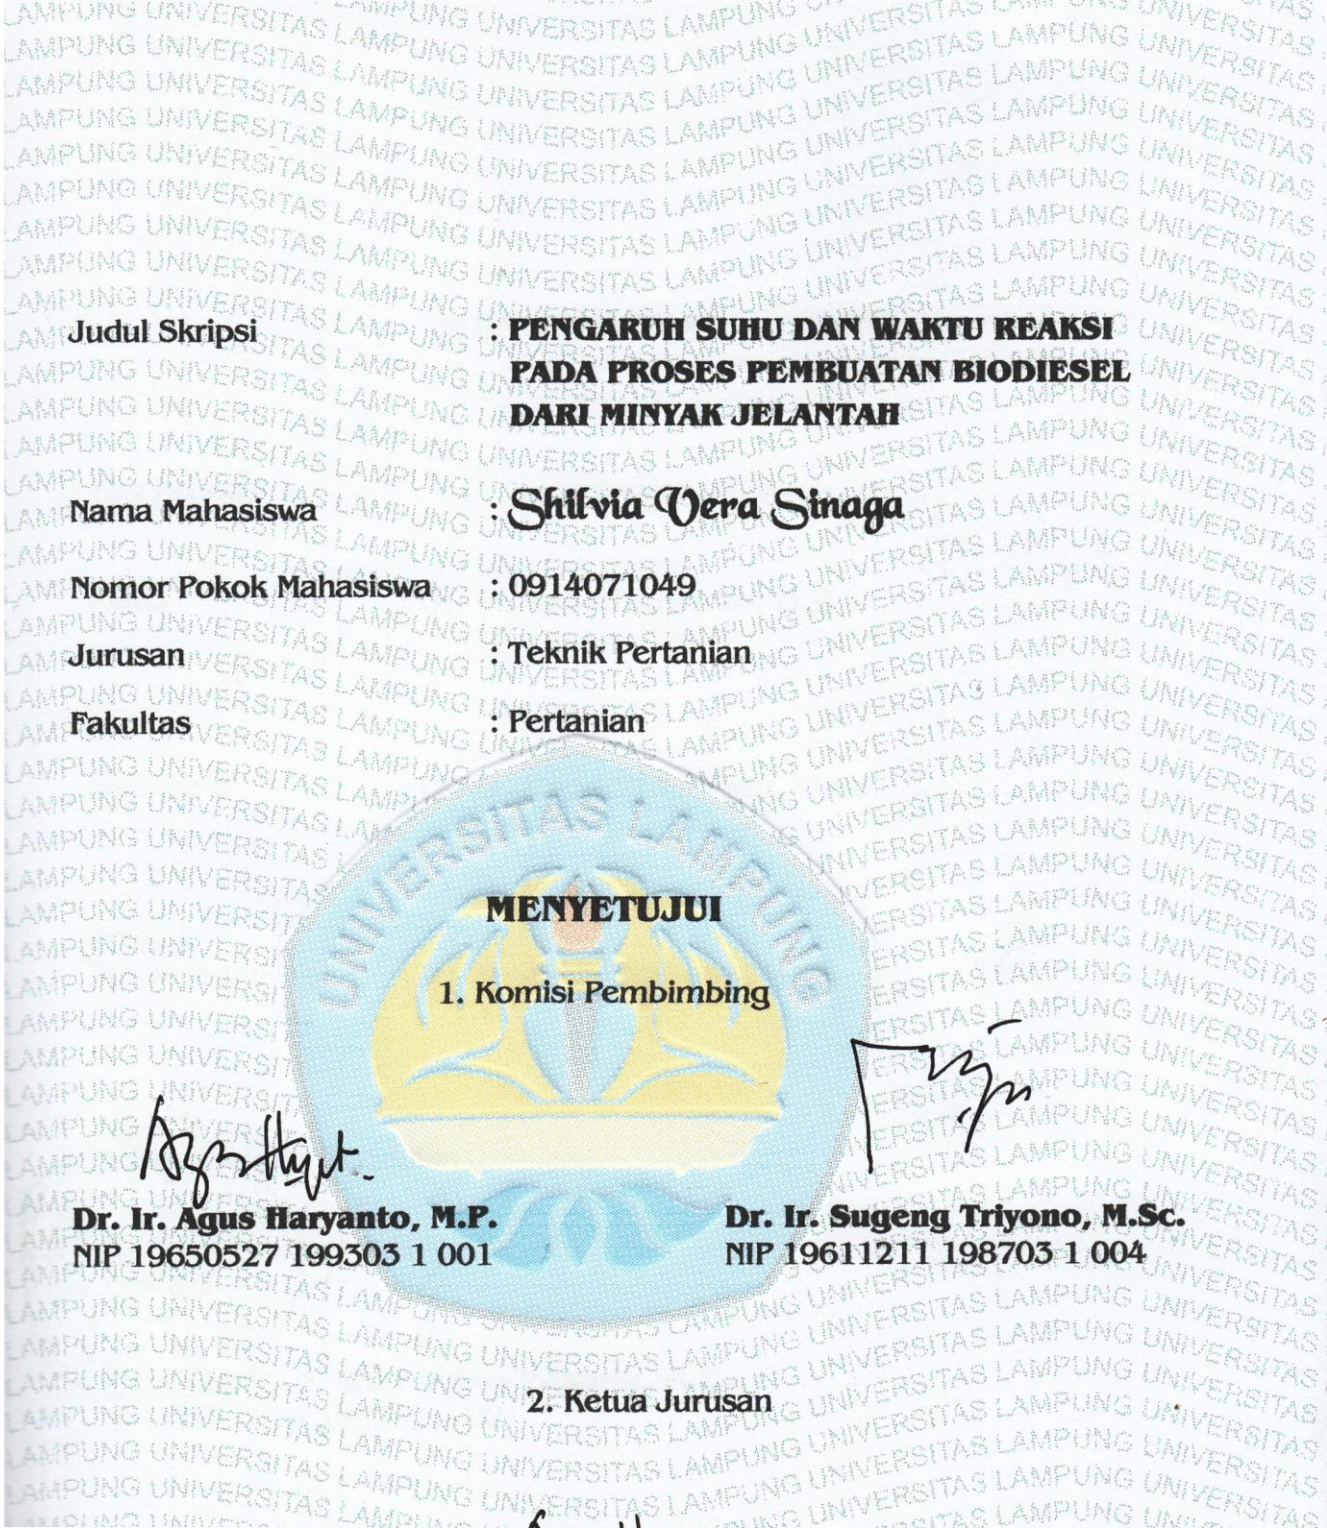 Judul Skripsi : PENGARUH SUHU DAN WAKTU REAKSI
PADA PROSES PEMBUATAN BIODIESEL
DARI MINYAK JELANTAH
Nama Mahasiswa : Shilvia Vera Sinaga
Nomor Pokok Mahasiswa : 0914071049
Jurusan : Teknik Pertanian
Fakultas : Pertanian
UNIVERSITAS LAMPUNG
MENYETUJUI
1. Komisi Pembimbing
Dr. Ir. Agus Haryanto, M.P.
NIP 19650527 199303 1 001
Dr. Ir. Sugeng Triyono, M.Sc.
NIP 19611211 198703 1 004
2. Ketua Jurusan